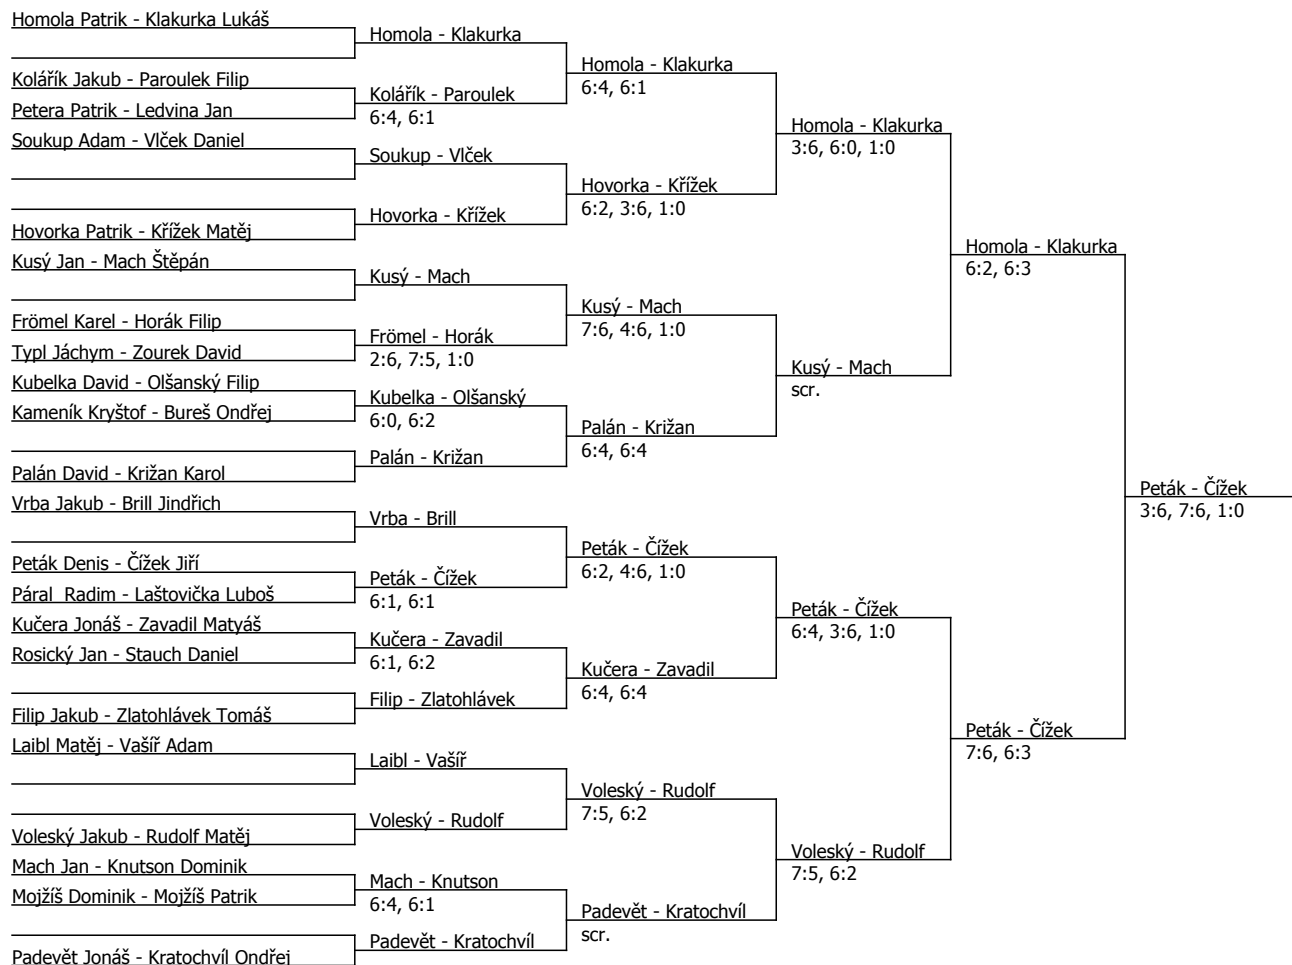 Homola Patrik - Klakurka Lukáš
Kolářík Jakub - Paroulek Filip
Petera Patrik - Ledvina Jan
Soukup Adam - Vlček Daniel
Hovorka Patrik - Křížek Matěj
Kusý Jan - Mach Štěpán
Frömel Karel - Horák Filip
Typl Jáchym - Zourek David
Kubelka David - Olšanský Filip
Kameník Kryštof - Bureš Ondřej
Palán David - Križan Karol
Vrba Jakub - Brill Jindřich
Peták Denis - Čížek Jiří
Páral  Radim - Laštovička Luboš
Kučera Jonáš - Zavadil Matyáš
Rosický Jan - Stauch Daniel
Filip Jakub - Zlatohlávek Tomáš
Laibl Matěj - Vašíř Adam
Voleský Jakub - Rudolf Matěj
Mach Jan - Knutson Dominik
Mojžíš Dominik - Mojžíš Patrik
Padevět Jonáš - Kratochvíl Ondřej
Homola - Klakurka
Kolářík - Paroulek
6:4, 6:1
Soukup - Vlček
Hovorka - Křížek
Kusý - Mach
Frömel - Horák
2:6, 7:5, 1:0
Kubelka - Olšanský
6:0, 6:2
Palán - Križan
Vrba - Brill
Peták - Čížek
6:1, 6:1
Kučera - Zavadil
6:1, 6:2
Filip - Zlatohlávek
Laibl - Vašíř
Voleský - Rudolf
Mach - Knutson
6:4, 6:1
Padevět - Kratochvíl
Homola - Klakurka
6:4, 6:1
Hovorka - Křížek
6:2, 3:6, 1:0
Kusý - Mach
7:6, 4:6, 1:0
Palán - Križan
6:4, 6:4
Peták - Čížek
6:2, 4:6, 1:0
Kučera - Zavadil
6:4, 6:4
Voleský - Rudolf
7:5, 6:2
Padevět - Kratochvíl
scr.
Homola - Klakurka
3:6, 6:0, 1:0
Kusý - Mach
scr.
Peták - Čížek
6:4, 3:6, 1:0
Voleský - Rudolf
7:5, 6:2
Homola - Klakurka
6:2, 6:3
Peták - Čížek
7:6, 6:3
Peták - Čížek
3:6, 7:6, 1:0